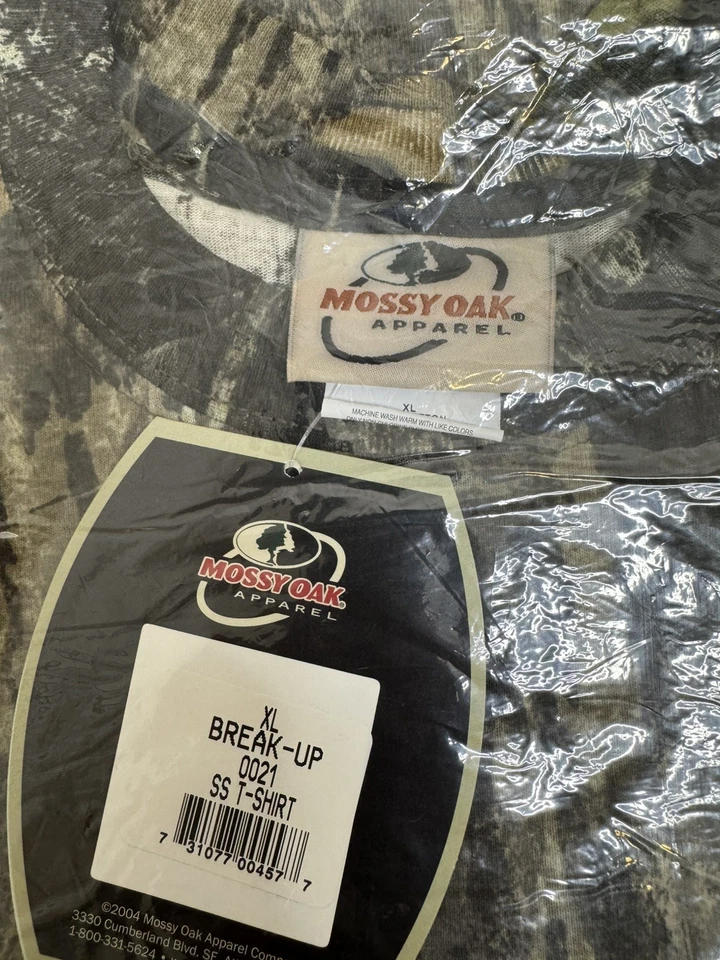 MOSSY OAK®
APPAREL
XL
MACHINE WASH WARM WITH LIKE COLORS
MOSSY OAK
APPAREL
XL
BREAK-UP
0021
SS T-SHIRT
7 31077 00457 7
©2004 Mossy Oak Apparel
3330 Cumberland Blvd. SE,
1-800-331-5624 •